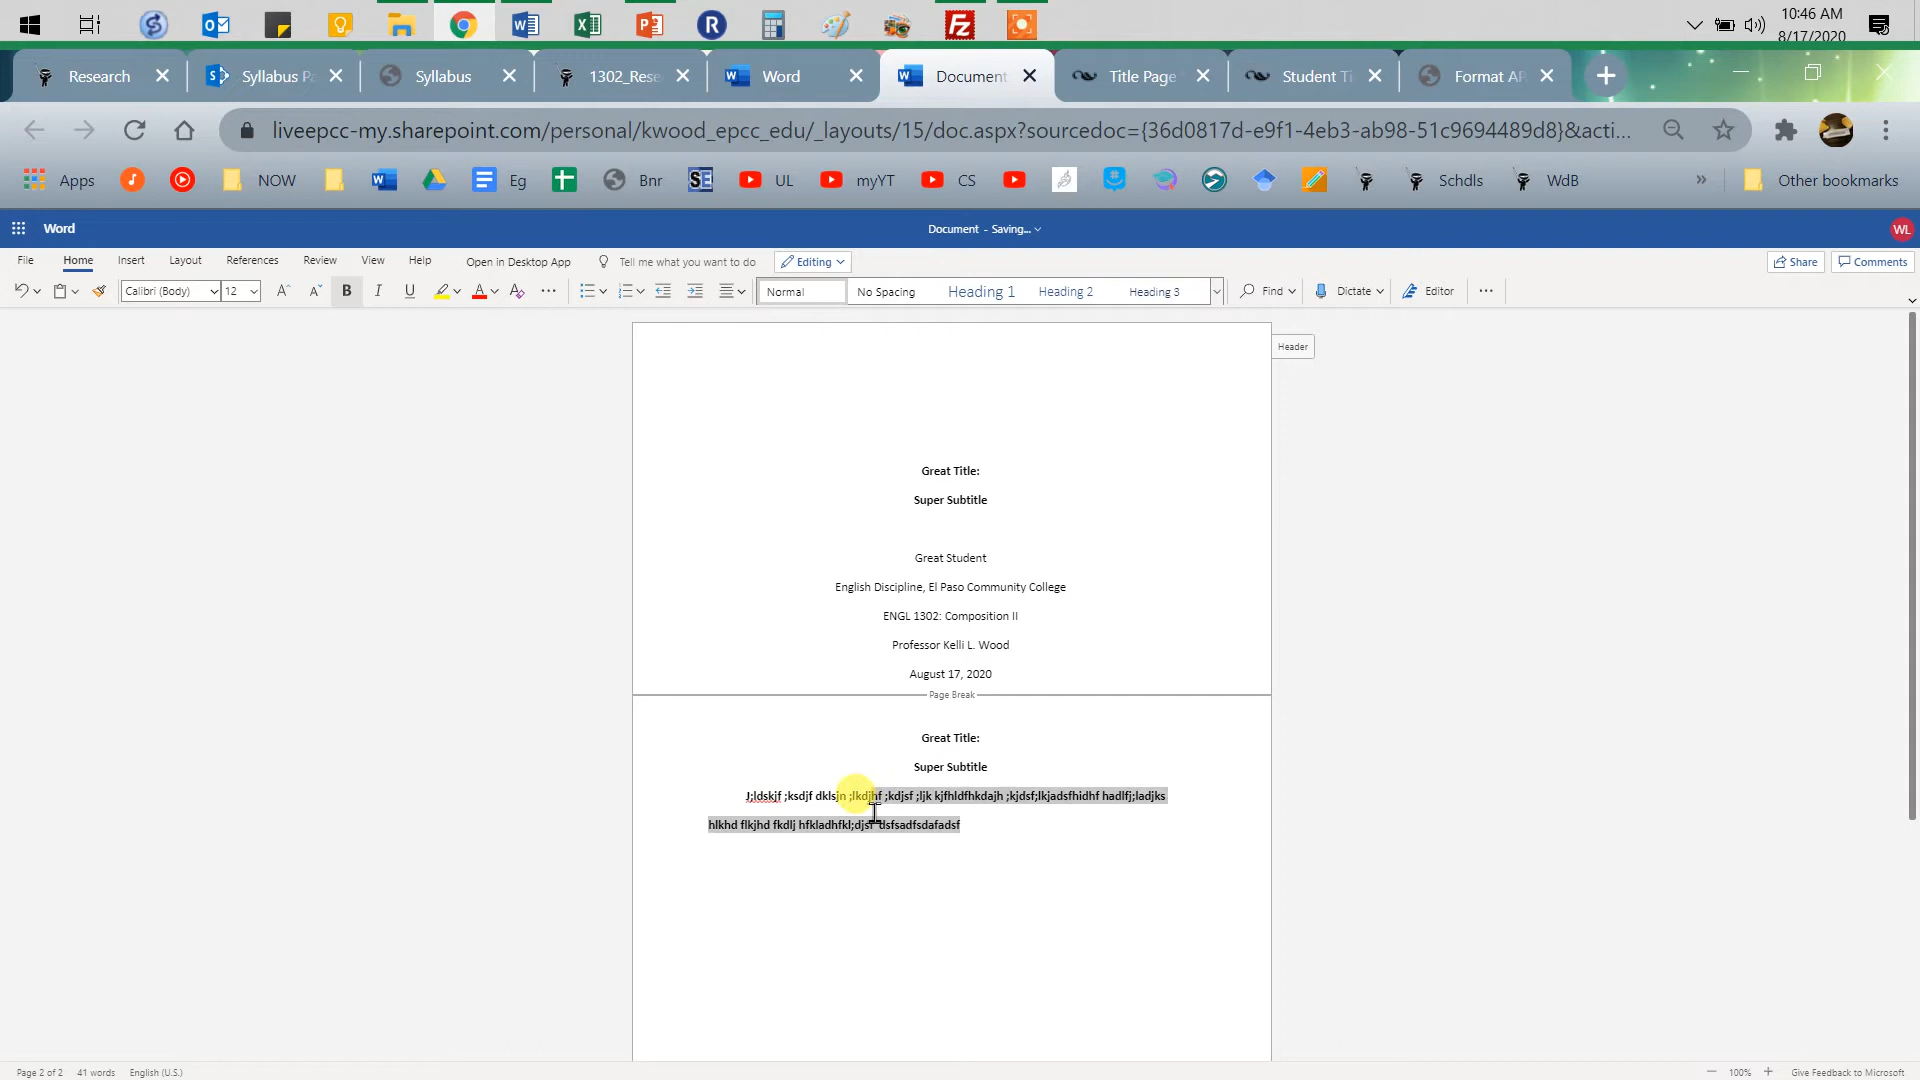 10:46 AM
8/17/2020
Research
Syllabus Pa
Syllabus
1302_Rese
Word
Document
Title Page
Student Ti
Format AP
liveepcc-my.sharepoint.com/personal/kwood_epcc_edu/_layouts/15/doc.aspx?sourcedoc={36d0817d-e9f1-4eb3-ab98-51c9694489d8}&acti...
Apps
NOW
Eg
Bnr
UL
myYT
CS
Schdls
WdB
»
Other bookmarks
Word
Document - Saving...
WL
File
Home
Insert
Layout
References
Review
View
Help
Open in Desktop App
Tell me what you want to do
Editing
Share
Comments
Calibri (Body)
12
B
I
U
Normal
No Spacing
Heading 1
Heading 2
Heading 3
Find
Dictate
Editor
Header
Great Title:
Super Subtitle
Great Student
English Discipline, El Paso Community College
ENGL 1302: Composition II
Professor Kelli L. Wood
August 17, 2020
Page Break
Great Title:
Super Subtitle
J;ldskjf ;ksdjf dklsjn ;lkdjhf ;kdjsf ;ljk kjfhldfhkdajh ;kjdsf;lkjadsfhidhf hadlfj;ladjks
hlkhd flkjhd fkdlj hfkladhfkl;djsf dsfsadfsdafadsf
Page 2 of 2
41 words
English (U.S.)
100%
Give Feedback to Microsoft